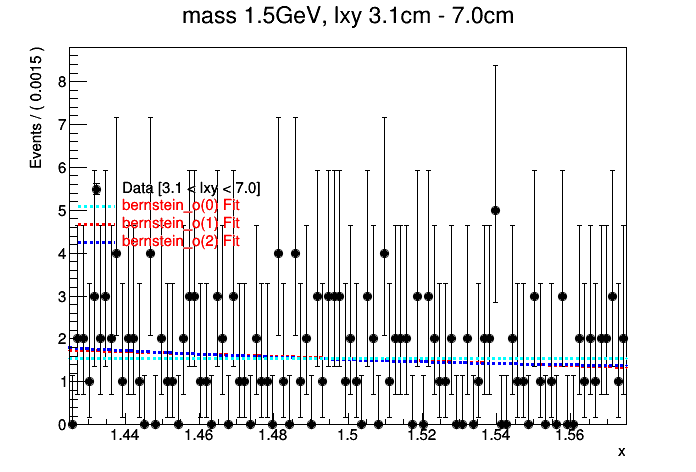 mass 1.5GeV, lxy 3.1cm - 7.0cm
Events / ( 0.0015 )
8
7
6
5
4
3
2
1
0
Data [3.1 < lxy < 7.0]
bernstein_o(0) Fit
bernstein_o(1) Fit
bernstein_o(2) Fit
1.44 1.46 1.48 1.5 1.52 1.54 1.56
x